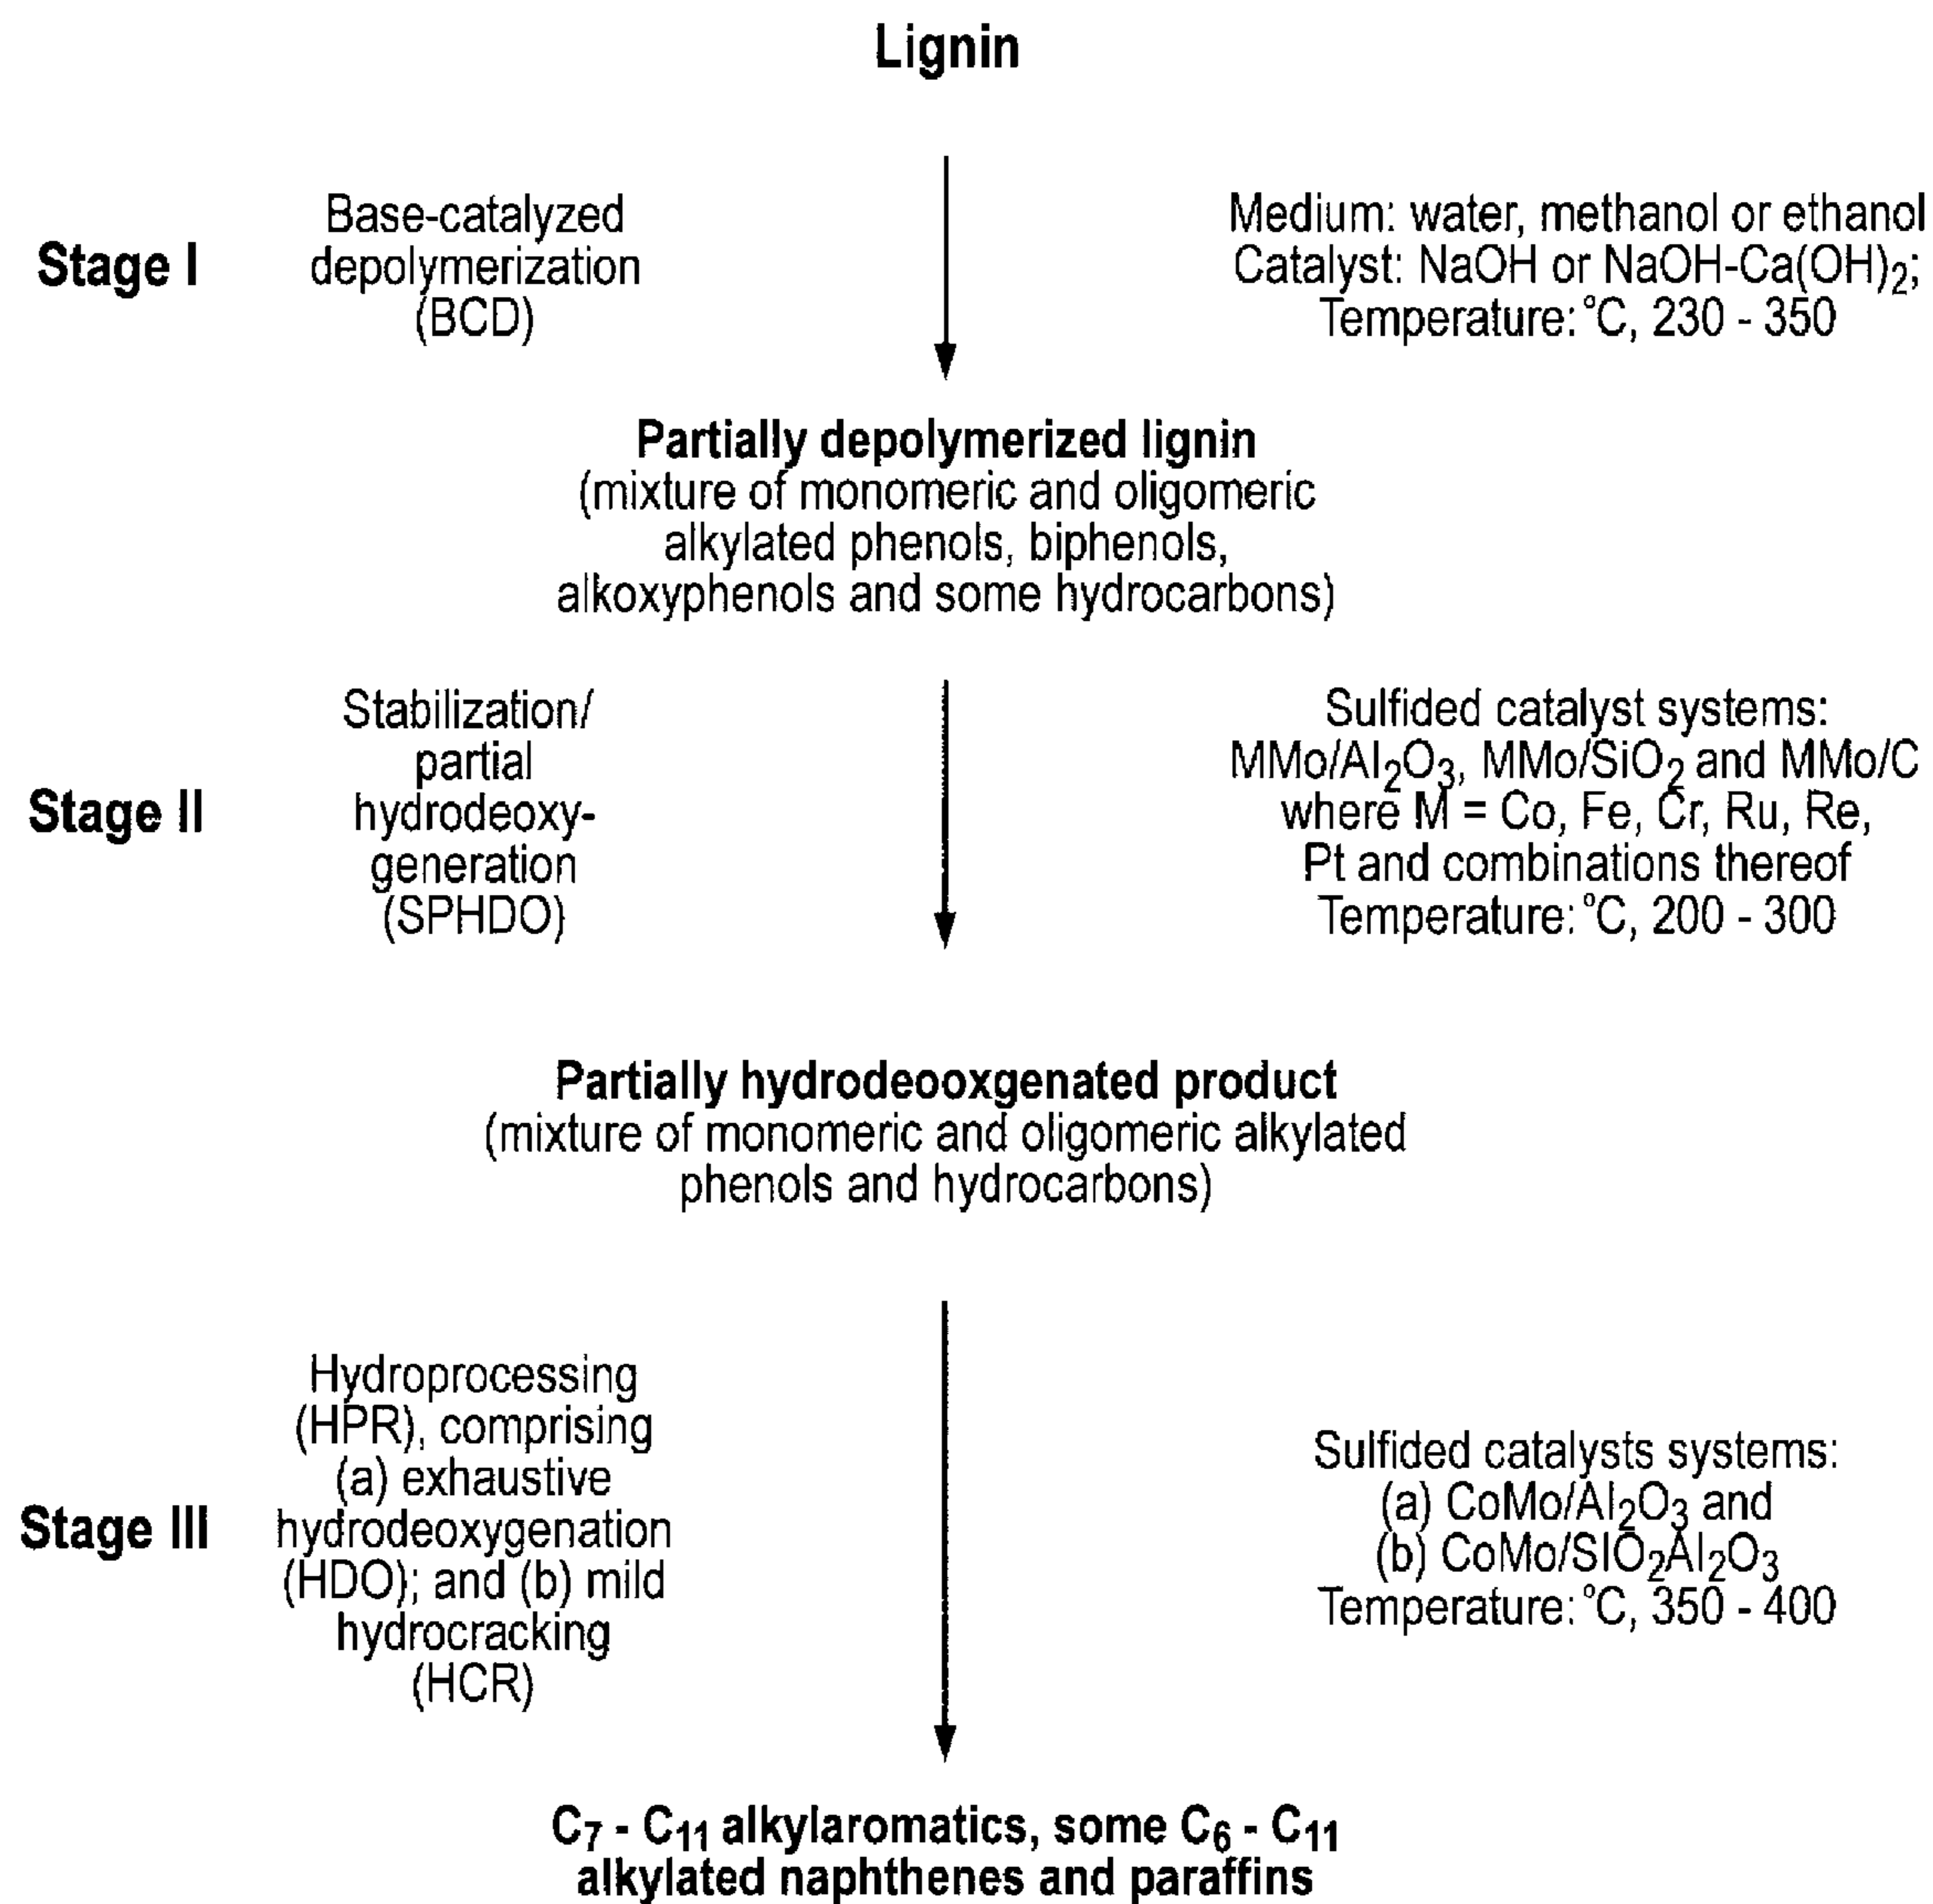 Lignin
Stage I
Base-catalyzed
depolymerization
(BCD)
Medium: water, methanol or ethanol
Catalyst: NaOH or NaOH-Ca(OH)₂;
Temperature: °C, 230 - 350
Partially depolymerized lignin
(mixture of monomeric and oligomeric
alkylated phenols, biphenols,
alkoxyphenols and some hydrocarbons)
Stage II
Stabilization/
partial
hydrodeoxy-
generation
(SPHDO)
Sulfided catalyst systems:
MMo/Al₂O₃, MMo/SiO₂ and MMo/C
where M = Co, Fe, Cr, Ru, Re,
Pt and combinations thereof
Temperature: °C, 200 - 300
Partially hydrodeooxgenated product
(mixture of monomeric and oligomeric alkylated
phenols and hydrocarbons)
Stage III
Hydroprocessing
(HPR), comprising
(a) exhaustive
hydrodeoxygenation
(HDO); and (b) mild
hydrocracking
(HCR)
Sulfided catalysts systems:
(a) CoMo/Al₂O₃ and
(b) CoMo/SIO₂Al₂O₃
Temperature: °C, 350 - 400
C₇ - C₁₁ alkylaromatics, some C₆ - C₁₁
alkylated naphthenes and paraffins